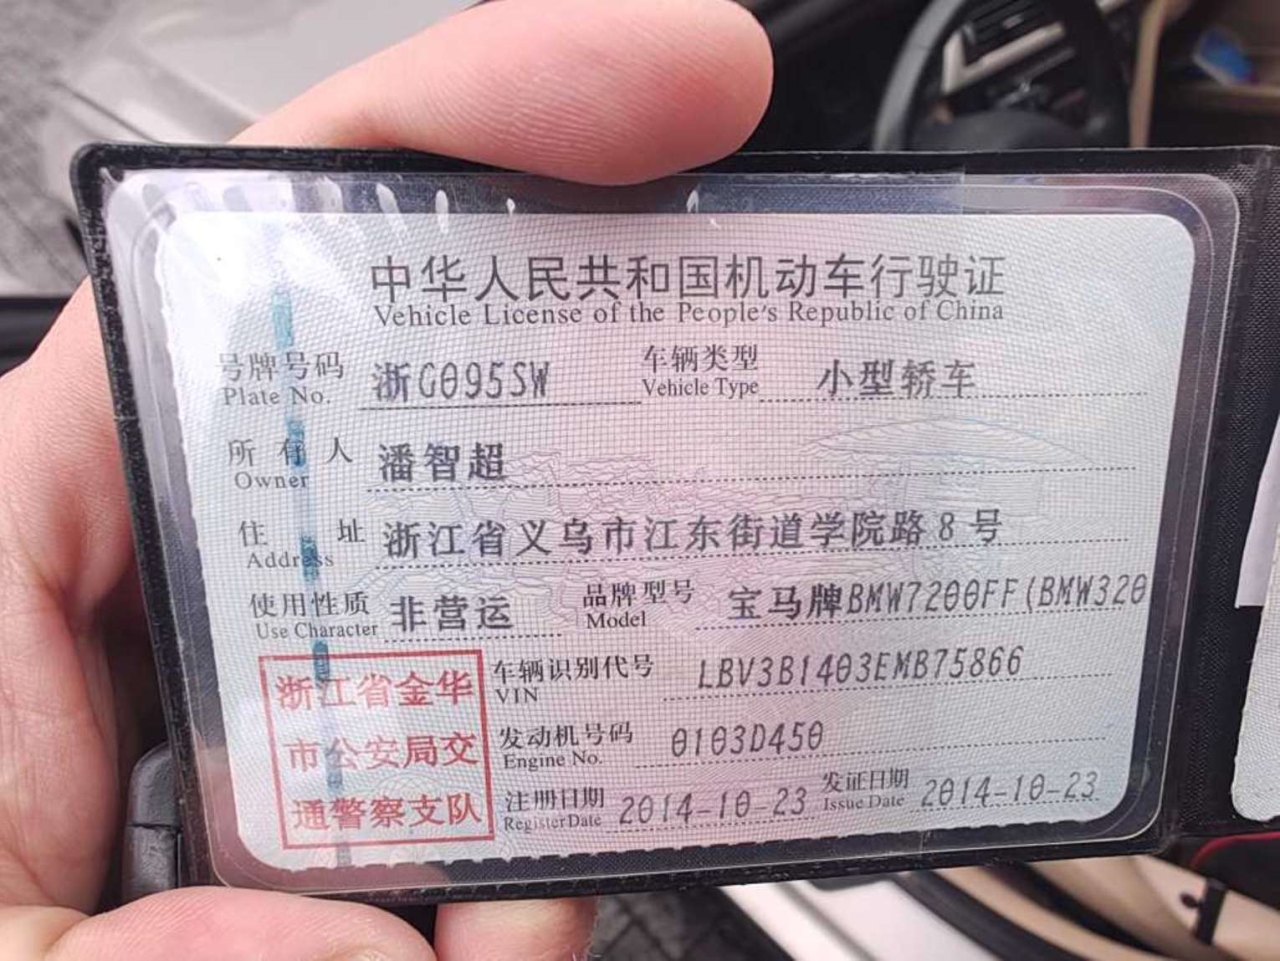 中华人民共和国机动车行驶证
Vehicle License of the People's Republic of China
号牌号码 浙G095SW 车辆类型 小型轿车
Plate No. Vehicle Type
所有人 潘智超
Owner
住址 浙江省义乌市江东街道学院路8号
Address
使用性质 非营运 品牌型号 宝马牌BMW7200FF(BMW320
Use Character Model
浙江省金华
市公安局交
通警察支队
车辆识别代号 LBV3B1403EMB75866
VIN
发动机号码 0103D450
Engine No.
注册日期 2014-10-23 发证日期 2014-10-23
Register Date Issue Date